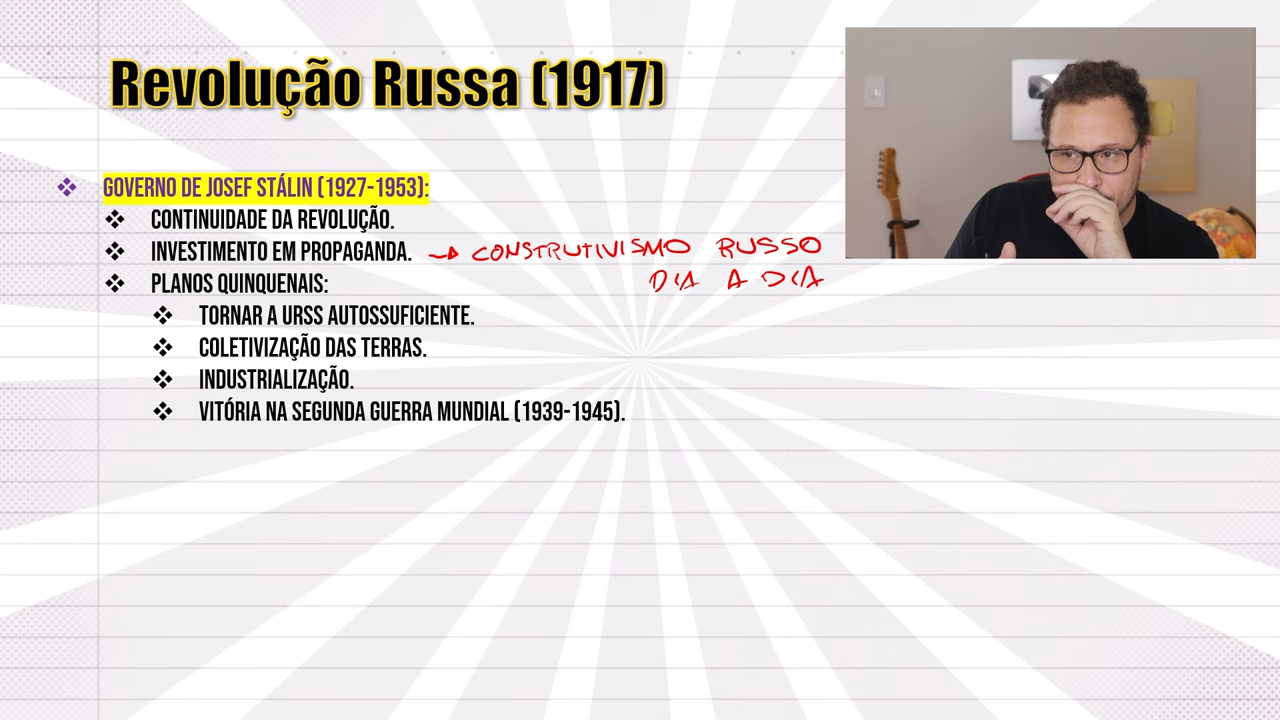 Revolução Russa (1917)
GOVERNO DE JOSEF STÁLIN (1927-1953):
CONTINUIDADE DA REVOLUÇÃO.
INVESTIMENTO EM PROPAGANDA. → CONSTRUTIVISMO RUSSO
DIA A DIA
PLANOS QUINQUENAIS:
TORNAR A URSS AUTOSSUFICIENTE.
COLETIVIZAÇÃO DAS TERRAS.
INDUSTRIALIZAÇÃO.
VITÓRIA NA SEGUNDA GUERRA MUNDIAL (1939-1945).